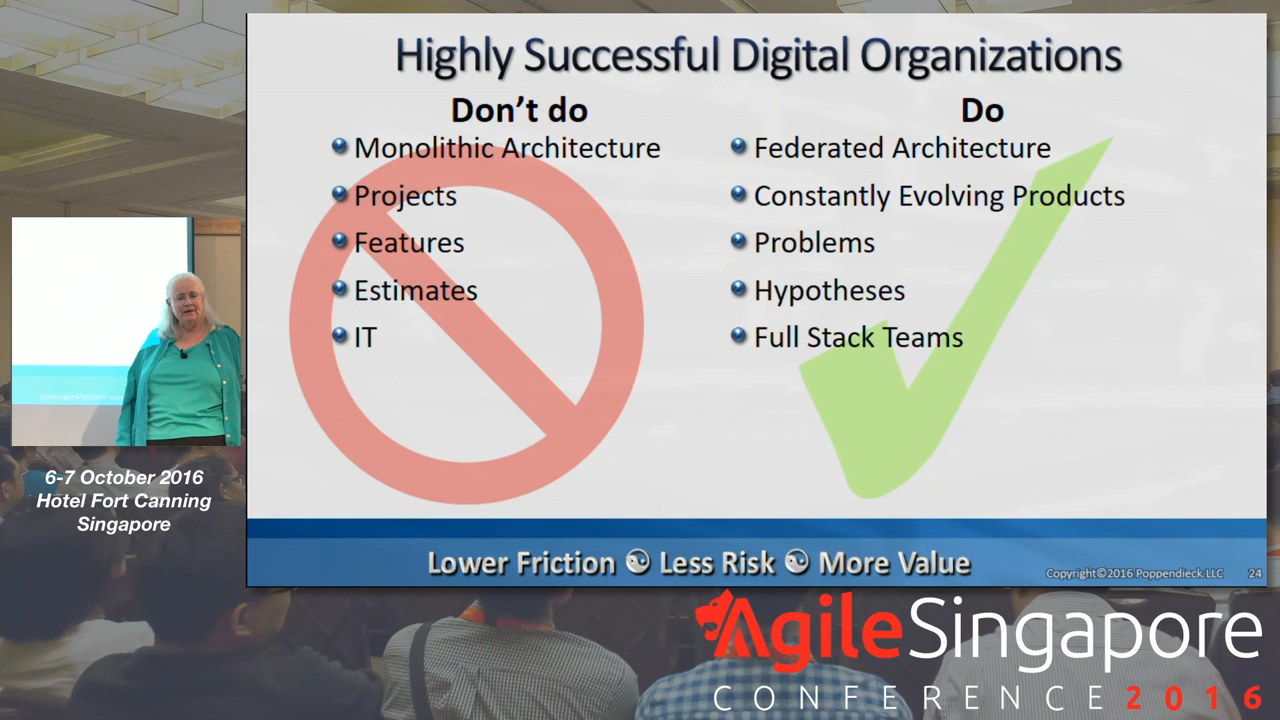 Highly Successful Digital Organizations
Don't do
Monolithic Architecture
Projects
Features
Estimates
IT
Do
Federated Architecture
Constantly Evolving Products
Problems
Hypotheses
Full Stack Teams
Lower Friction ☯ Less Risk ☯ More Value
Copyright©2016 Poppendieck.LLC 24
6-7 October 2016
Hotel Fort Canning
Singapore
AgileSingapore
CONFERENCE 2016